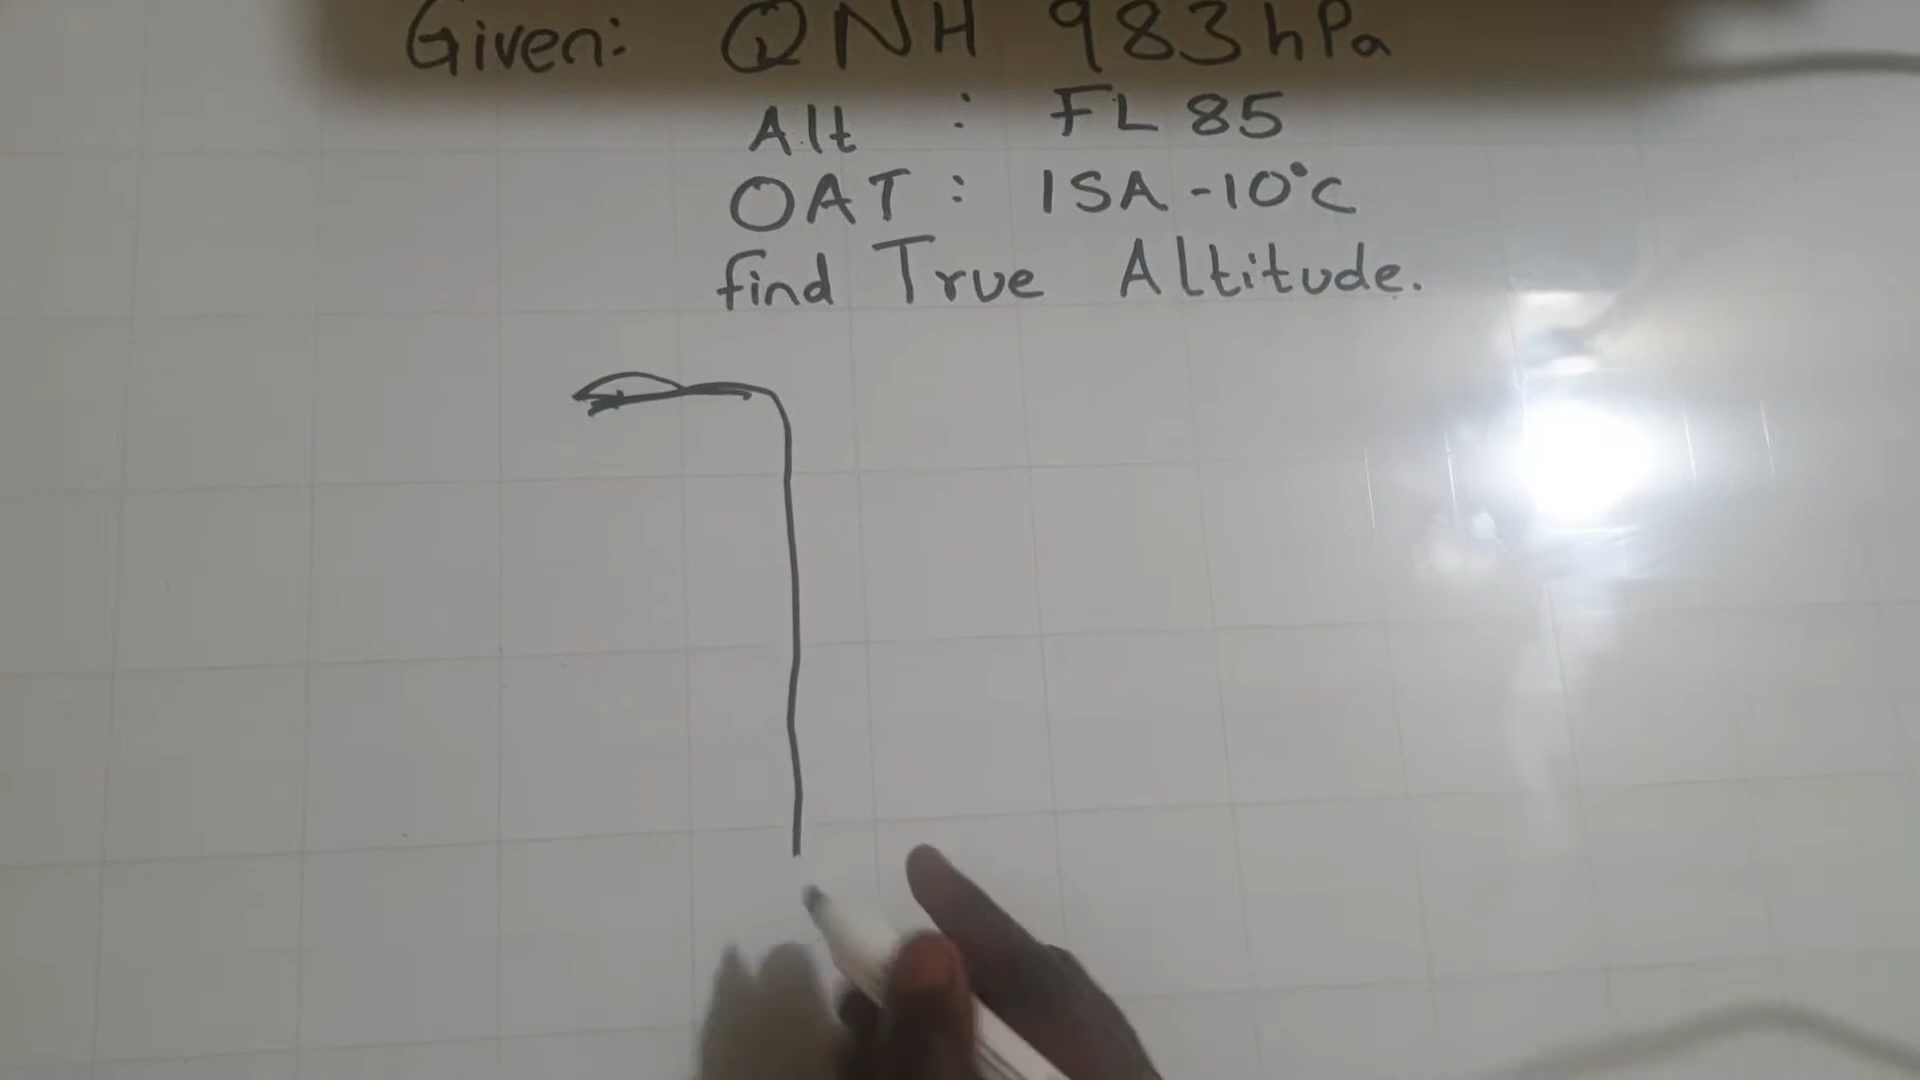 Given: QNH 983 hPa
Alt : FL 85
OAT : ISA -10°C
find True Altitude.